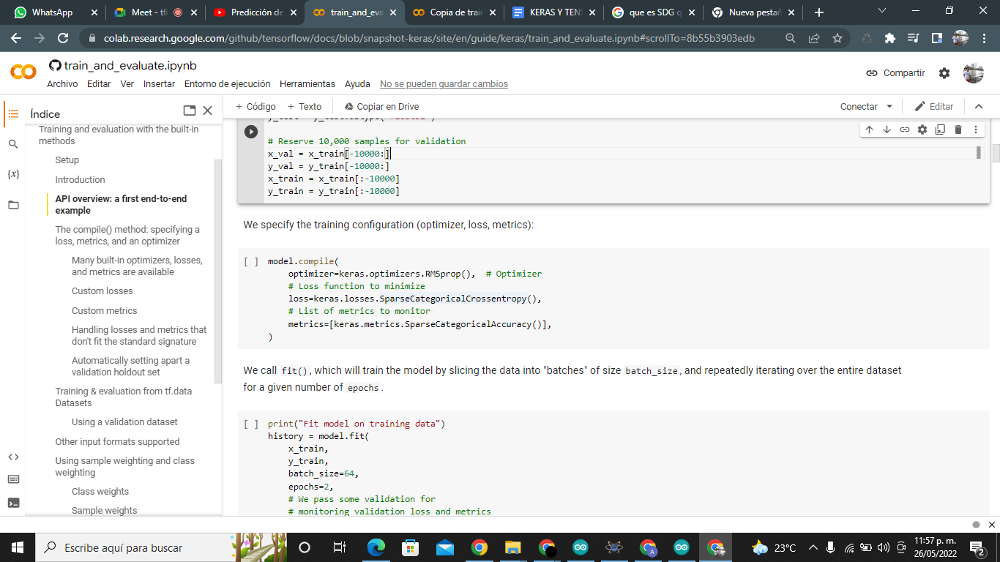 WhatsApp
Meet - tfi
Predicción de
train_and_eva
Copia de train
KERAS Y TENS
que es SDG q
Nueva pestañ
colab.research.google.com/github/tensorflow/docs/blob/snapshot-keras/site/en/guide/keras/train_and_evaluate.ipynb#scrollTo=8b55b3903edb
train_and_evaluate.ipynb
Archivo Editar Ver Insertar Entorno de ejecución Herramientas Ayuda No se pueden guardar cambios
Compartir
Índice
+ Código + Texto Copiar en Drive
Conectar
Editar
Training and evaluation with the built-in
methods
Setup
Introduction
API overview: a first end-to-end
example
The compile() method: specifying a
loss, metrics, and an optimizer
Many built-in optimizers, losses,
and metrics are available
Custom losses
Custom metrics
Handling losses and metrics that
don't fit the standard signature
Automatically setting apart a
validation holdout set
Training & evaluation from tf.data
Datasets
Using a validation dataset
Other input formats supported
Using sample weighting and class
weighting
Class weights
Sample weights
# Reserve 10,000 samples for validation
x_val = x_train[-10000:]
y_val = y_train[-10000:]
x_train = x_train[:-10000]
y_train = y_train[:-10000]
We specify the training configuration (optimizer, loss, metrics):
[ ] model.compile(
optimizer=keras.optimizers.RMSprop(),  # Optimizer
# Loss function to minimize
loss=keras.losses.SparseCategoricalCrossentropy(),
# List of metrics to monitor
metrics=[keras.metrics.SparseCategoricalAccuracy()],
)
We call fit(), which will train the model by slicing the data into "batches" of size batch_size, and repeatedly iterating over the entire dataset
for a given number of epochs.
[ ] print("Fit model on training data")
history = model.fit(
x_train,
y_train,
batch_size=64,
epochs=2,
# We pass some validation for
# monitoring validation loss and metrics
Escribe aquí para buscar
23°C
11:57 p. m.
26/05/2022
2